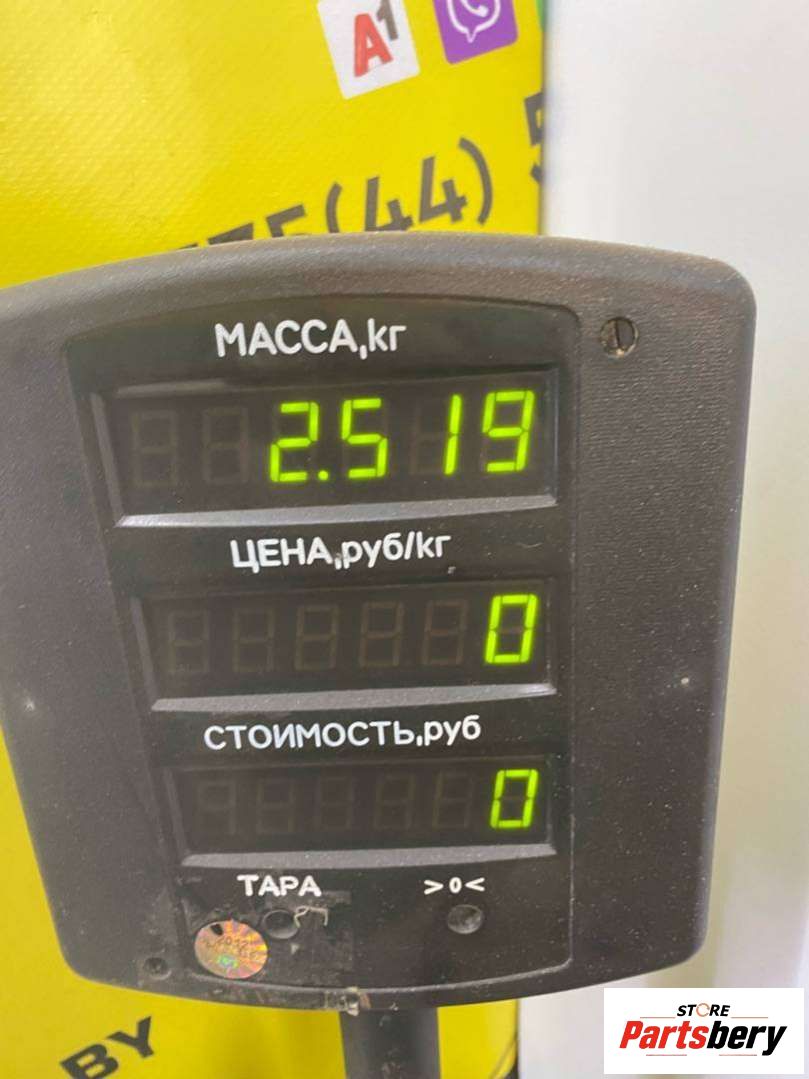 A1
(44)
МАССА,кг
2.519
ЦЕНА,руб/кг
0
СТОИМОСТЬ,руб
0
ТАРА >0<
BY
STORE
Partsbery